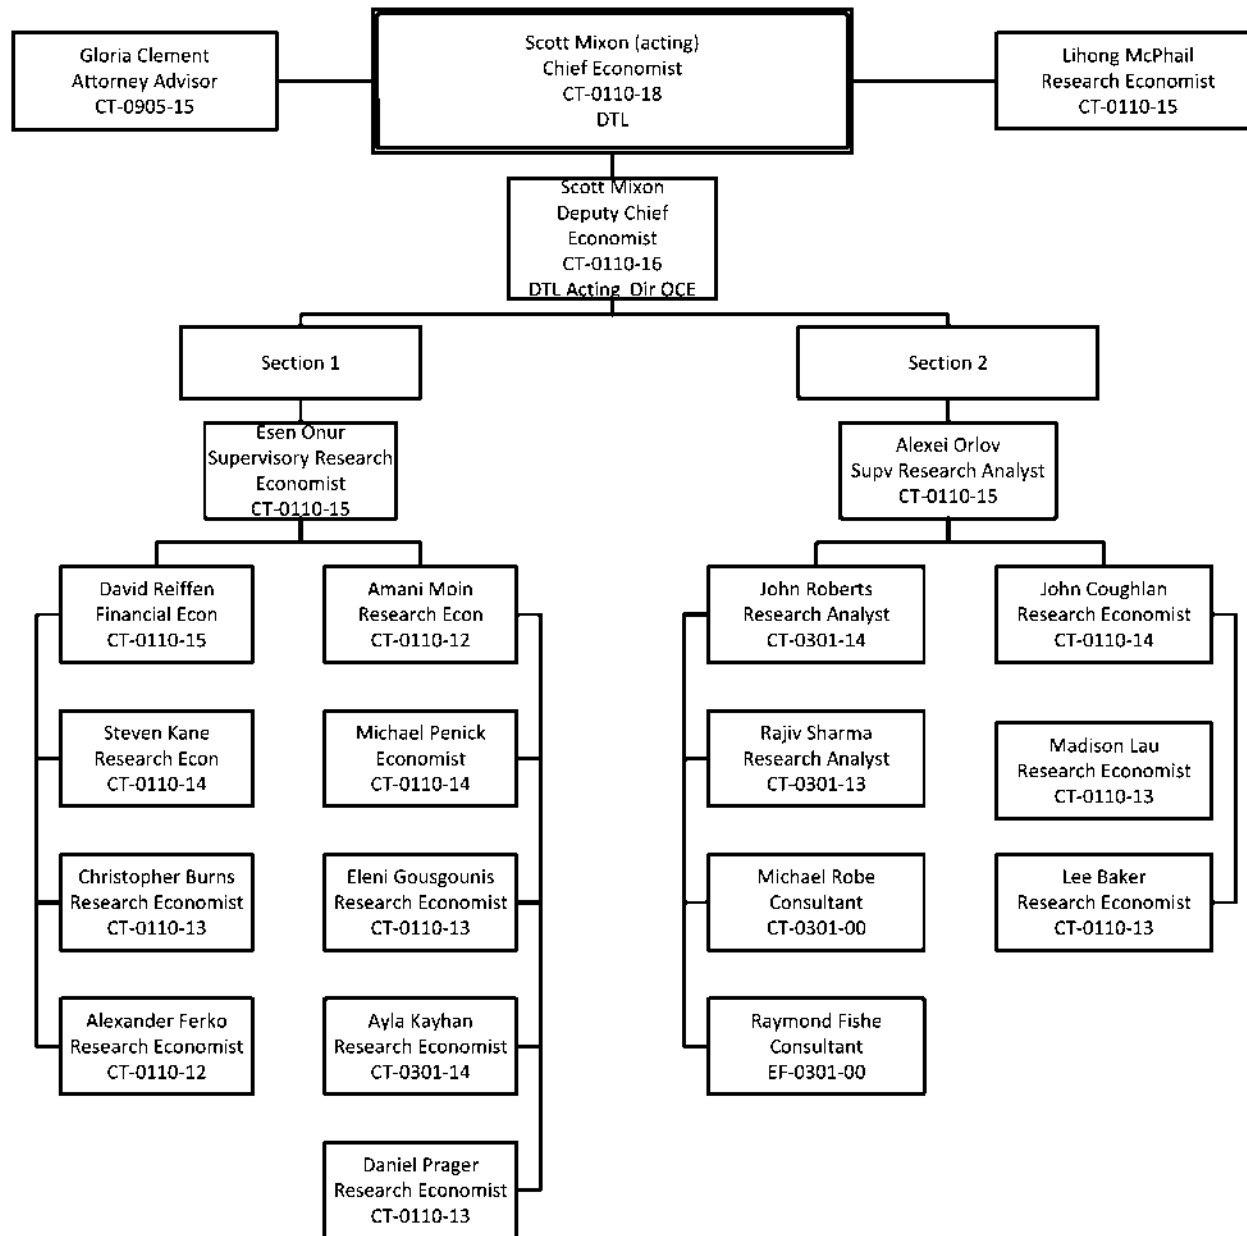 Gloria Clement
Attorney Advisor
CT-0905-15
Scott Mixon (acting)
Chief Economist
CT-0110-18
DTL
Lihong McPhail
Research Economist
CT-0110-15
Scott Mixon
Deputy Chief
Economist
CT-0110-16
DTL Acting Dir OCE
Section 1
Section 2
Esen Onur
Supervisory Research
Economist
CT-0110-15
Alexei Orlov
Supv Research Analyst
CT-0110-15
David Reiffen
Financial Econ
CT-0110-15
Amani Moin
Research Econ
CT-0110-12
John Roberts
Research Analyst
CT-0301-14
John Coughlan
Research Economist
CT-0110-14
Steven Kane
Research Econ
CT-0110-14
Michael Penick
Economist
CT-0110-14
Rajiv Sharma
Research Analyst
CT-0301-13
Madison Lau
Research Economist
CT-0110-13
Christopher Burns
Research Economist
CT-0110-13
Eleni Gousgounis
Research Economist
CT-0110-13
Michael Robe
Consultant
CT-0301-00
Lee Baker
Research Economist
CT-0110-13
Alexander Ferko
Research Economist
CT-0110-12
Ayla Kayhan
Research Economist
CT-0301-14
Raymond Fishe
Consultant
EF-0301-00
Daniel Prager
Research Economist
CT-0110-13